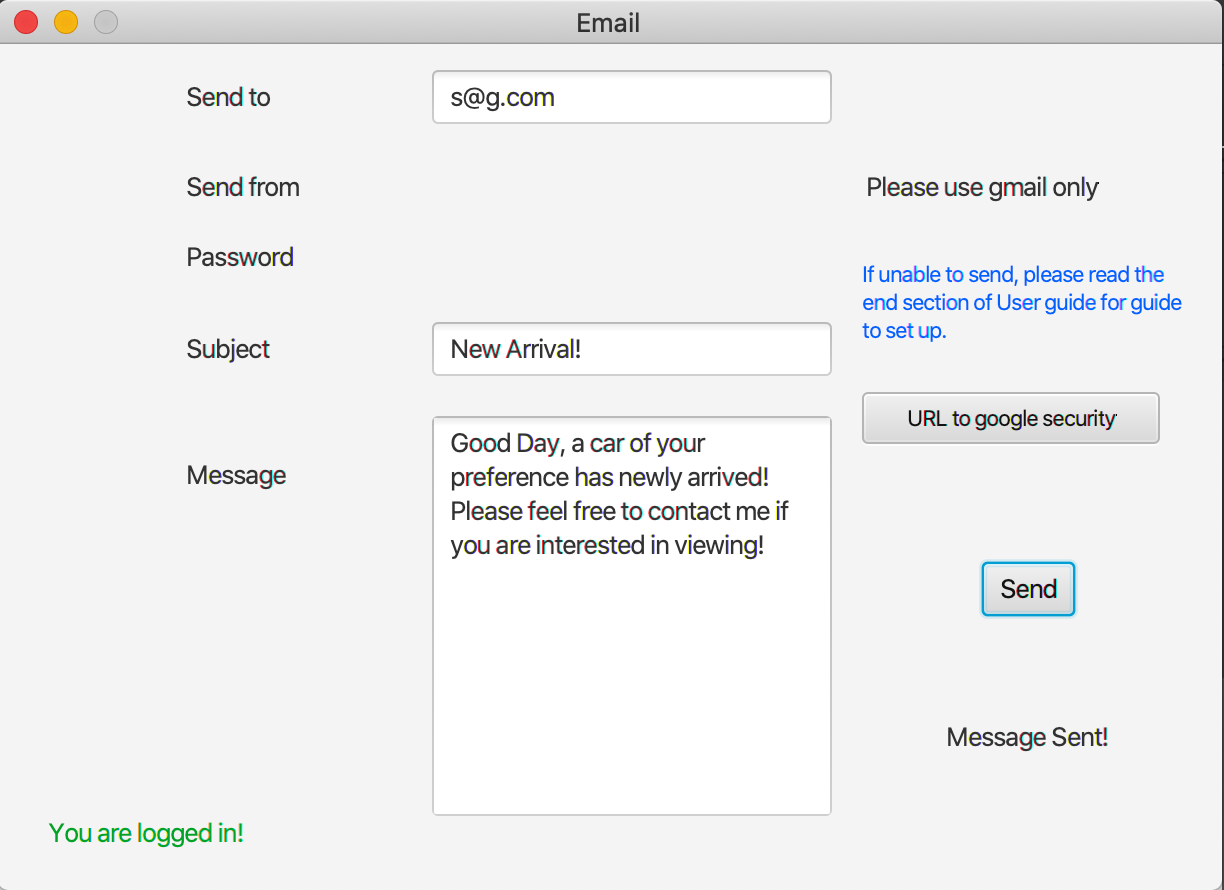 Email
Send to
s@g.com
Send from
Please use gmail only
Password
If unable to send, please read the
end section of User guide for guide
to set up.
Subject
New Arrival!
URL to google security
Message
Good Day, a car of your
preference has newly arrived!
Please feel free to contact me if
you are interested in viewing!
Send
Message Sent!
You are logged in!